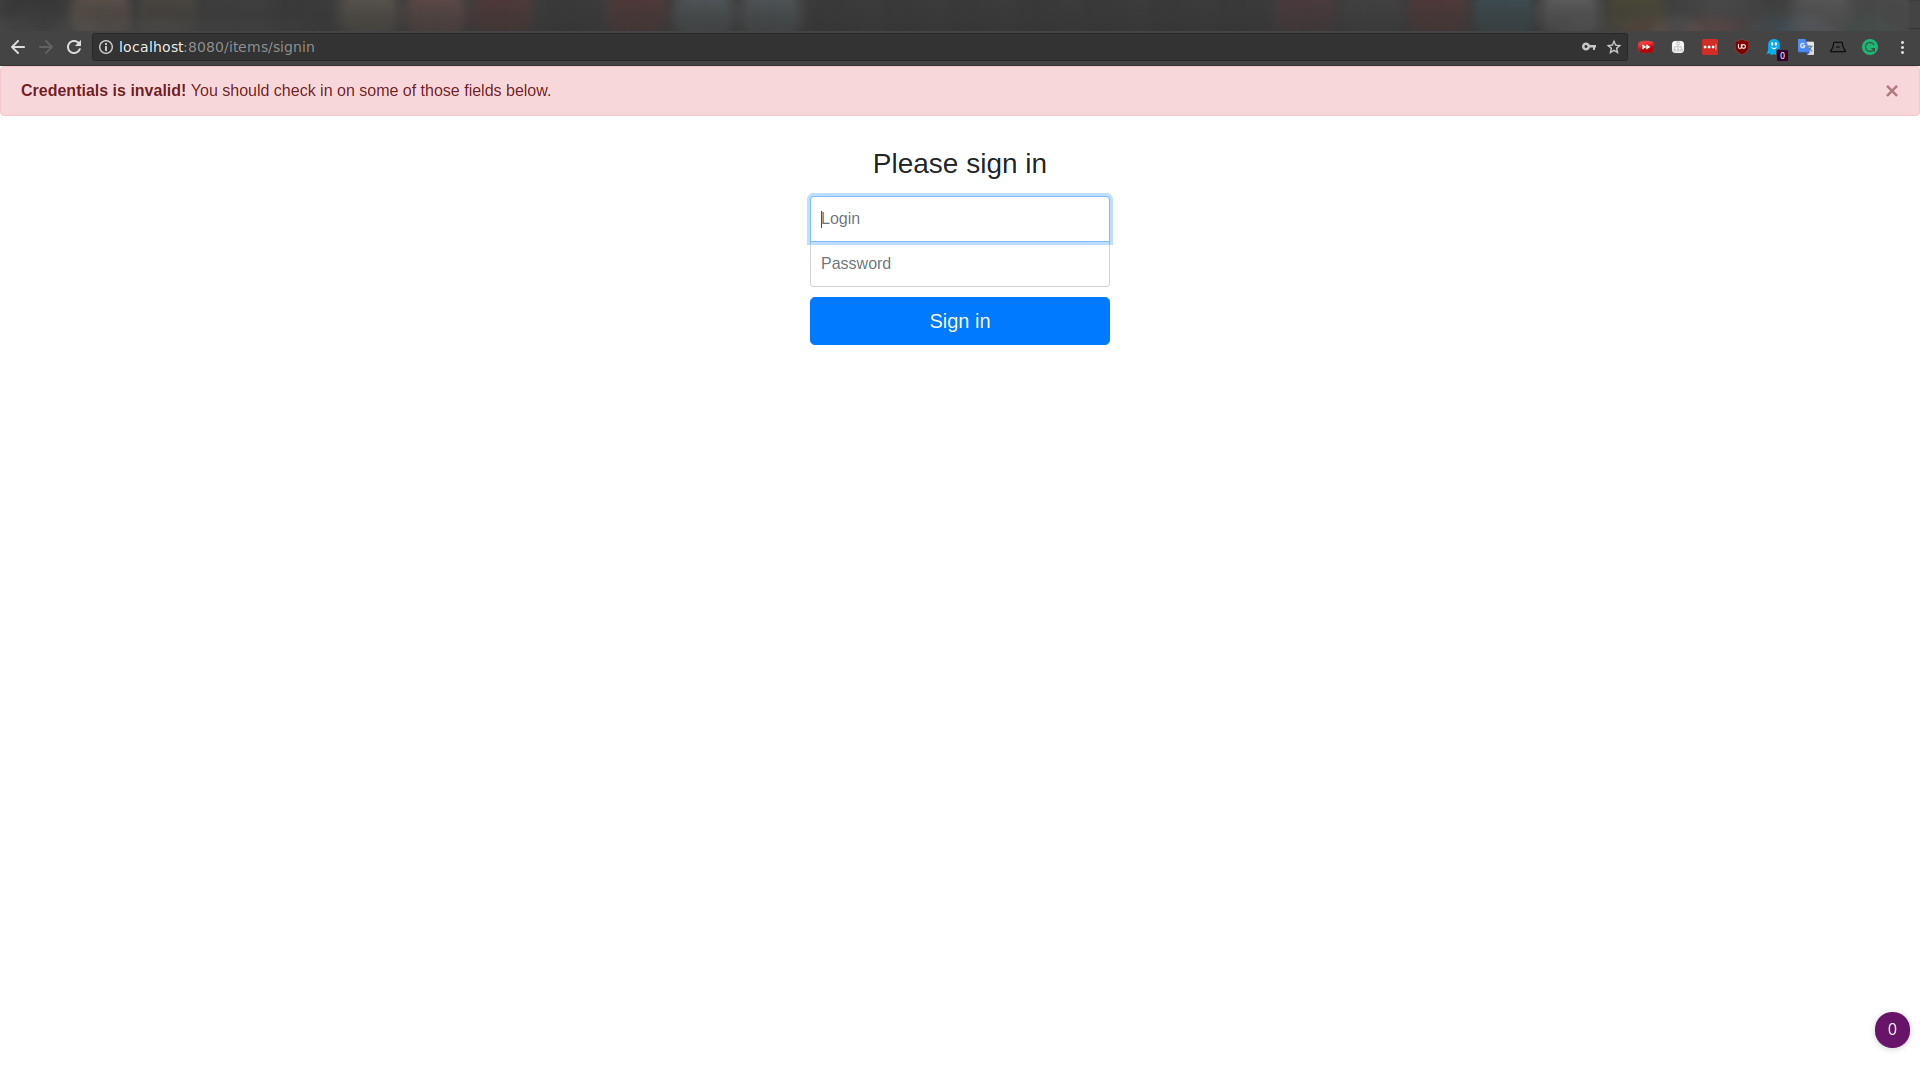 localhost:8080/items/signin
0
Credentials is invalid! You should check in on some of those fields below.
×
Please sign in
Login
Password
Sign in
0